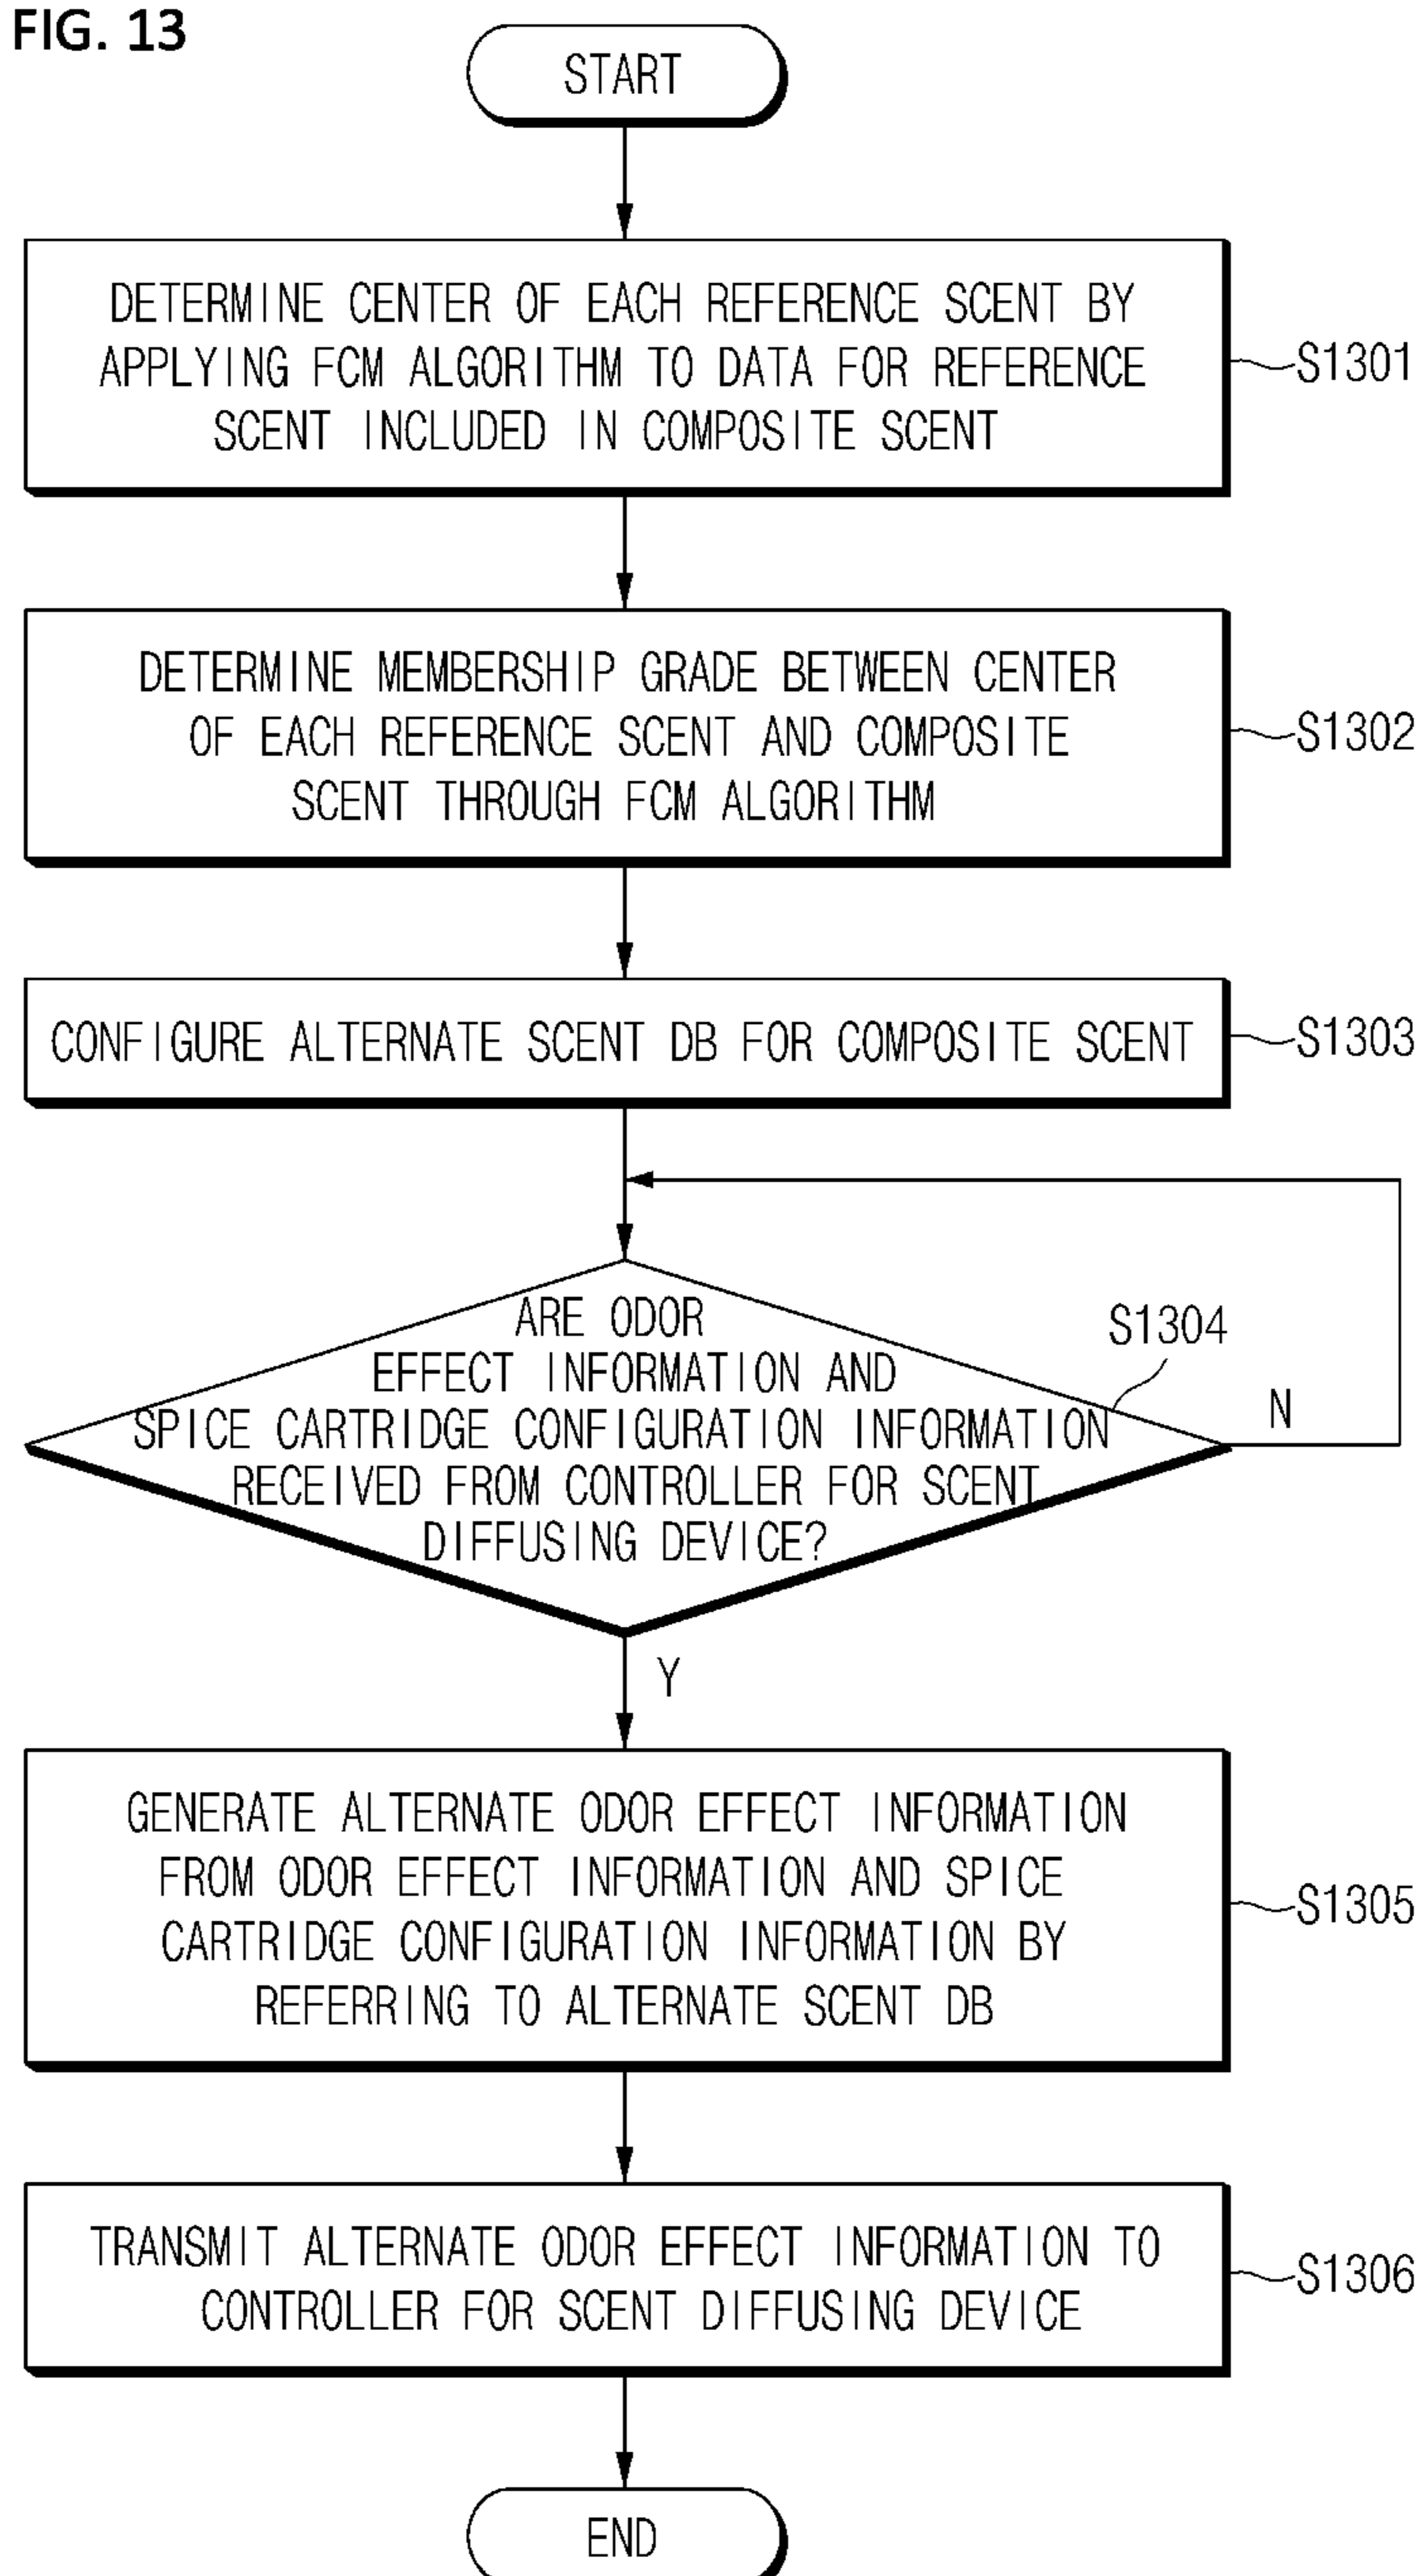 FIG. 13
START
DETERMINE CENTER OF EACH REFERENCE SCENT BY
APPLYING FCM ALGORITHM TO DATA FOR REFERENCE
SCENT INCLUDED IN COMPOSITE SCENT
S1301
DETERMINE MEMBERSHIP GRADE BETWEEN CENTER
OF EACH REFERENCE SCENT AND COMPOSITE
SCENT THROUGH FCM ALGORITHM
S1302
CONFIGURE ALTERNATE SCENT DB FOR COMPOSITE SCENT
S1303
ARE ODOR
EFFECT INFORMATION AND
SPICE CARTRIDGE CONFIGURATION INFORMATION
RECEIVED FROM CONTROLLER FOR SCENT
DIFFUSING DEVICE?
S1304
N
Y
GENERATE ALTERNATE ODOR EFFECT INFORMATION
FROM ODOR EFFECT INFORMATION AND SPICE
CARTRIDGE CONFIGURATION INFORMATION BY
REFERRING TO ALTERNATE SCENT DB
S1305
TRANSMIT ALTERNATE ODOR EFFECT INFORMATION TO
CONTROLLER FOR SCENT DIFFUSING DEVICE
S1306
END